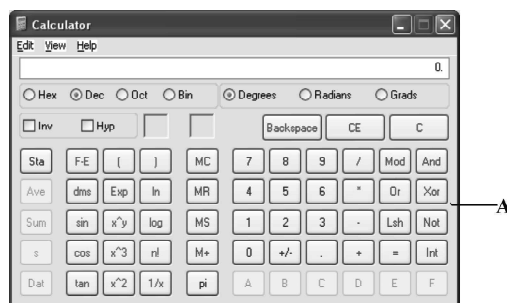 Calculator
Edit View Help
0.
Hex Dec Oct Bin Degrees Radians Grads
Inv Hyp Backspace CE C
Sta F-E ( ) MC 7 8 9 / Mod And
Ave dms Exp ln MR 4 5 6 * Or Xor
A
Sum sin x^y log MS 1 2 3 - Lsh Not
s cos x^3 n! M+ 0 +/- . + = Int
Dat tan x^2 1/x pi A B C D E F